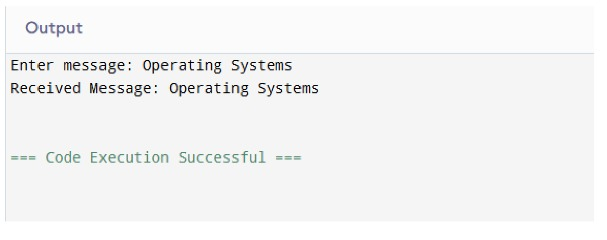 Output
Enter message: Operating Systems
Received Message: Operating Systems
=== Code Execution Successful ===